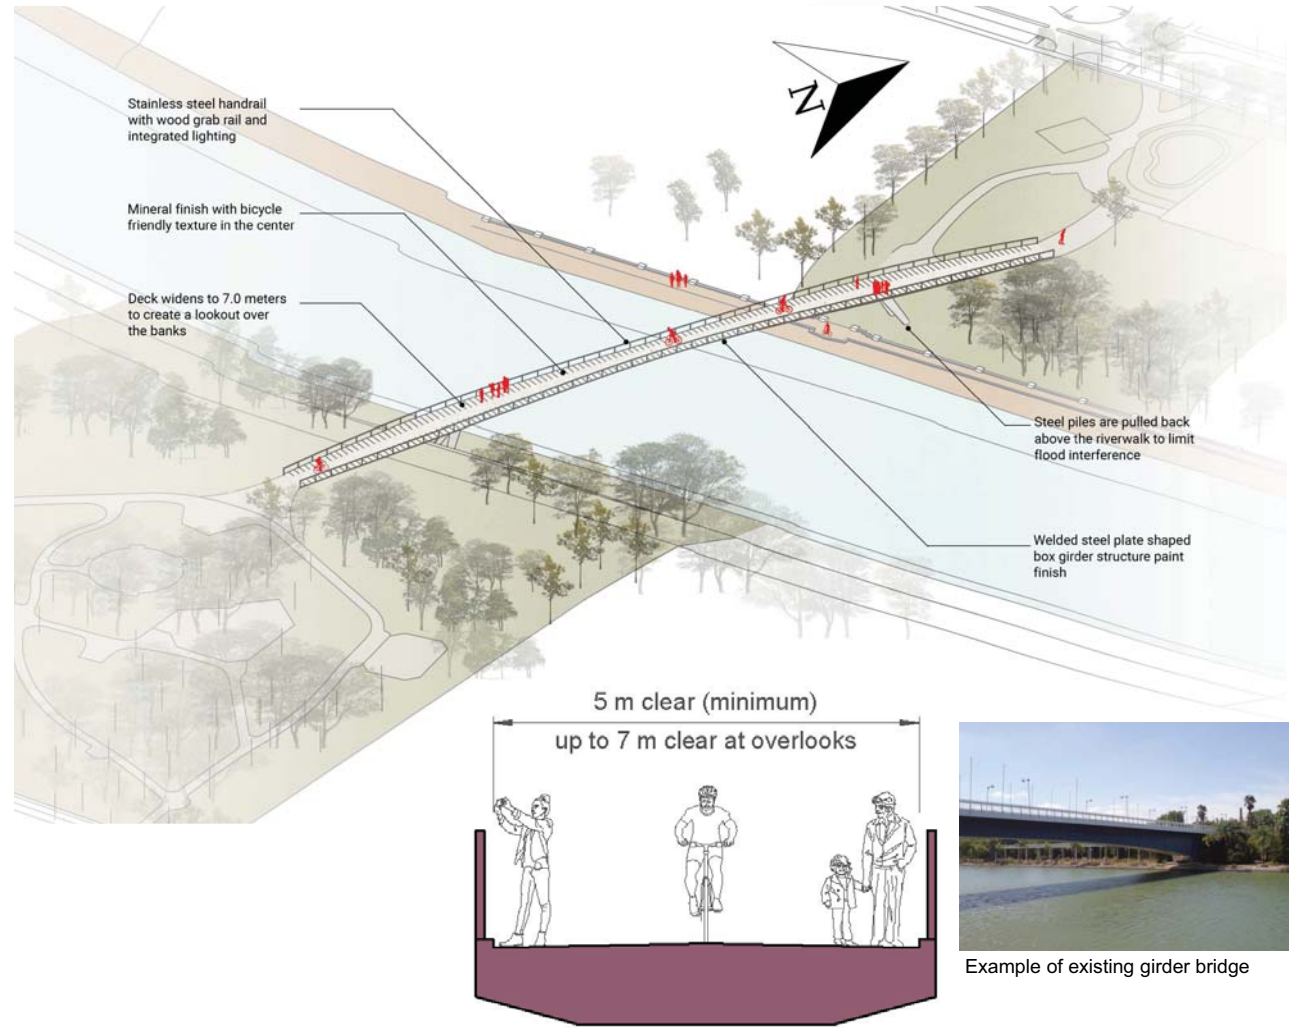 Stainless steel handrail
with wood grab rail and
integrated lighting
N
Mineral finish with bicycle
friendly texture in the center
Deck widens to 7.0 meters
to create a lookout over
the banks
Steel piles are pulled back
above the riverwalk to limit
flood interference
Welded steel plate shaped
box girder structure paint
finish
5 m clear (minimum)
up to 7 m clear at overlooks
Example of existing girder bridge